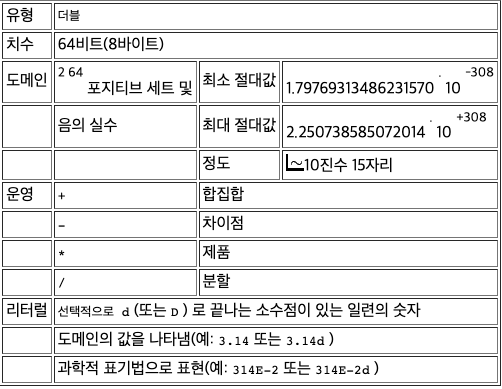 유형 더블
치수 64비트(8바이트)
도메인 2 64 포지티브 세트 및 최소 절대값 1.79769313486231570 · 10 -308
음의 실수 최대 절대값 2.250738585072014 · 10 +308
정도 10진수 15자리
운영 + 합집합
- 차이점
* 제품
/ 분할
리터럴 선택적으로 d (또는 D ) 로 끝나는 소수점이 있는 일련의 숫자
도메인의 값을 나타냄(예: 3.14 또는 3.14d )
과학적 표기법으로 표현(예: 314E-2 또는 314E-2d )